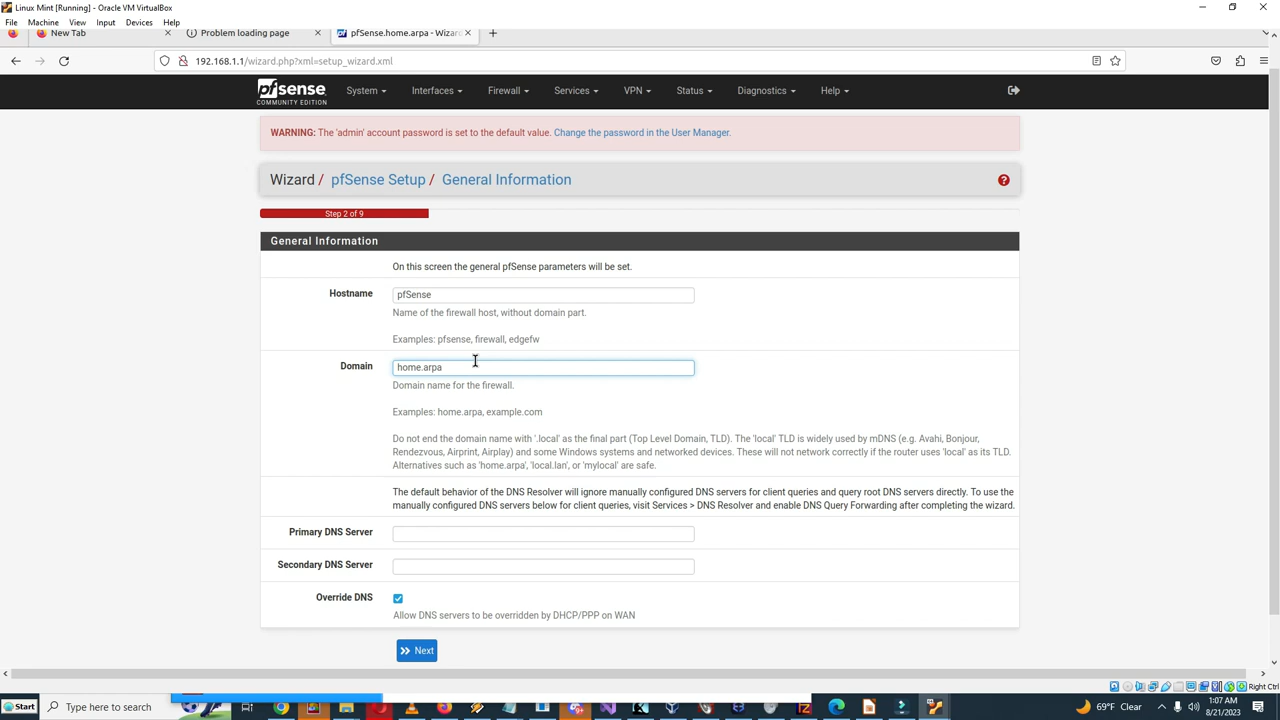 Linux Mint [Running] - Oracle VM VirtualBox
File Machine View Input Devices Help
New Tab
Problem loading page
pfSense.home.arpa - Wizar
192.168.1.1/wizard.php?xml=setup_wizard.xml
pfsense
COMMUNITY EDITION
System Interfaces Firewall Services VPN Status Diagnostics Help
WARNING: The 'admin' account password is set to the default value. Change the password in the User Manager.
Wizard / pfSense Setup / General Information
Step 2 of 9
General Information
On this screen the general pfSense parameters will be set.
Hostname
pfSense
Name of the firewall host, without domain part.
Examples: pfsense, firewall, edgefw
Domain
home.arpa
Domain name for the firewall.
Examples: home.arpa, example.com
Do not end the domain name with '.local' as the final part (Top Level Domain, TLD). The 'local' TLD is widely used by mDNS (e.g. Avahi, Bonjour,
Rendezvous, Airprint, Airplay) and some Windows systems and networked devices. These will not network correctly if the router uses 'local' as its TLD.
Alternatives such as 'home.arpa', 'local.lan', or 'mylocal' are safe.
The default behavior of the DNS Resolver will ignore manually configured DNS servers for client queries and query root DNS servers directly. To use the
manually configured DNS servers below for client queries, visit Services > DNS Resolver and enable DNS Query Forwarding after completing the wizard.
Primary DNS Server
Secondary DNS Server
Override DNS
Allow DNS servers to be overridden by DHCP/PPP on WAN
Next
Right Ctrl
Start
Type here to search
69°F Clear
1:07 AM
8/21/2023